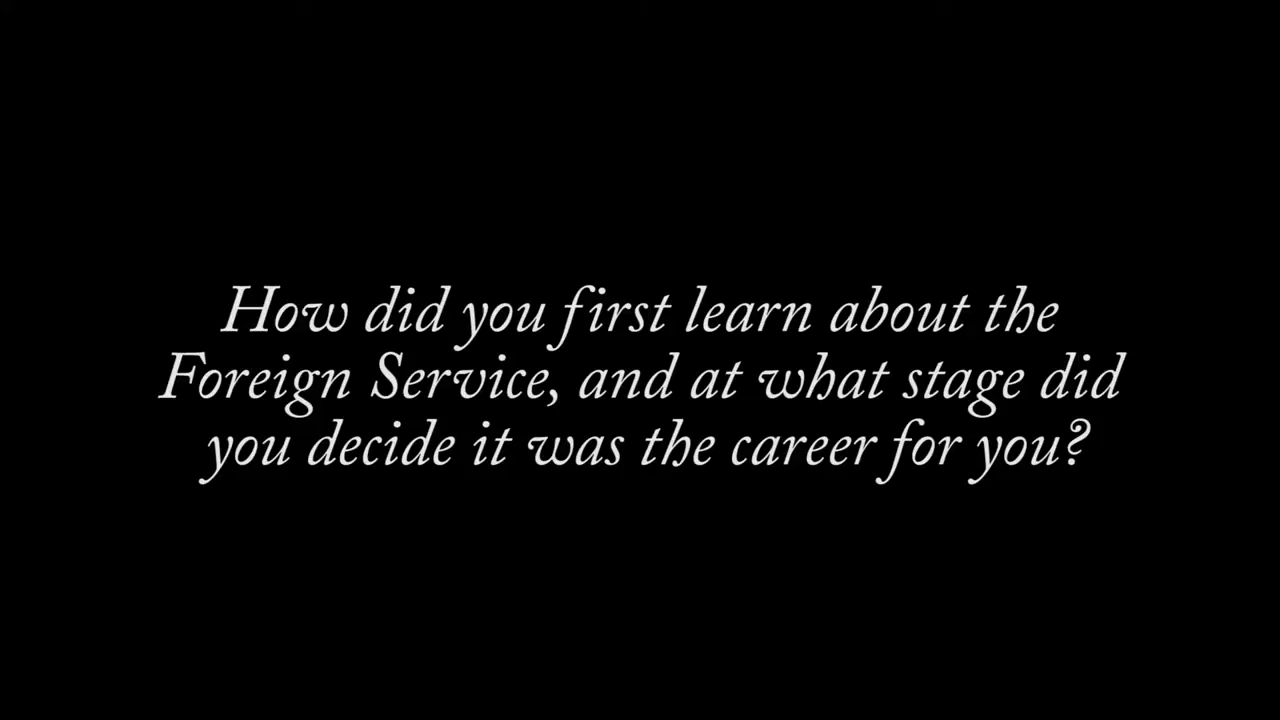 How did you first learn about the
Foreign Service, and at what stage did
you decide it was the career for you?